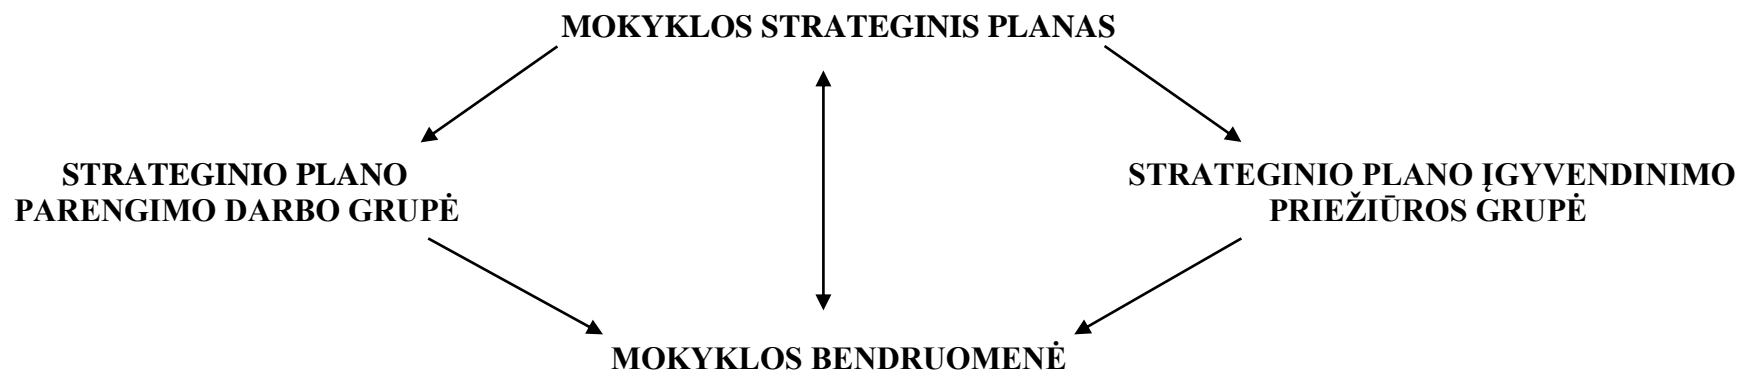 MOKYKLOS STRATEGINIS PLANAS
STRATEGINIO PLANO
PARENGIMO DARBO GRUPĖ
STRATEGINIO PLANO ĮGYVENDINIMO
PRIEŽIŪROS GRUPĖ
MOKYKLOS BENDRUOMENĖ